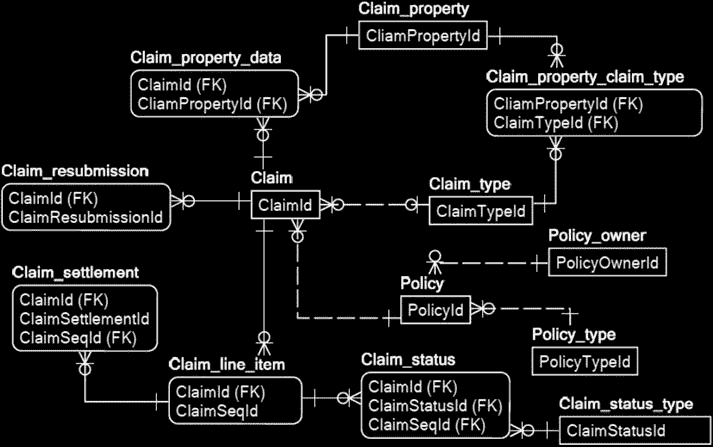 Claim_property
CliamPropertyId
Claim_property_data
ClaimId (FK)
CliamPropertyId (FK)
Claim_property_claim_type
CliamPropertyId (FK)
ClaimTypeId (FK)
Claim_resubmission
ClaimId (FK)
ClaimResubmissionId
Claim
ClaimId
Claim_type
ClaimTypeId
Policy_owner
PolicyOwnerId
Claim_settlement
ClaimId (FK)
ClaimSettlementId
ClaimSeqId (FK)
Policy
PolicyId
Policy_type
PolicyTypeId
Claim_line_item
ClaimId (FK)
ClaimSeqId
Claim_status
ClaimId (FK)
ClaimStatusId (FK)
ClaimSeqId (FK)
Claim_status_type
ClaimStatusId